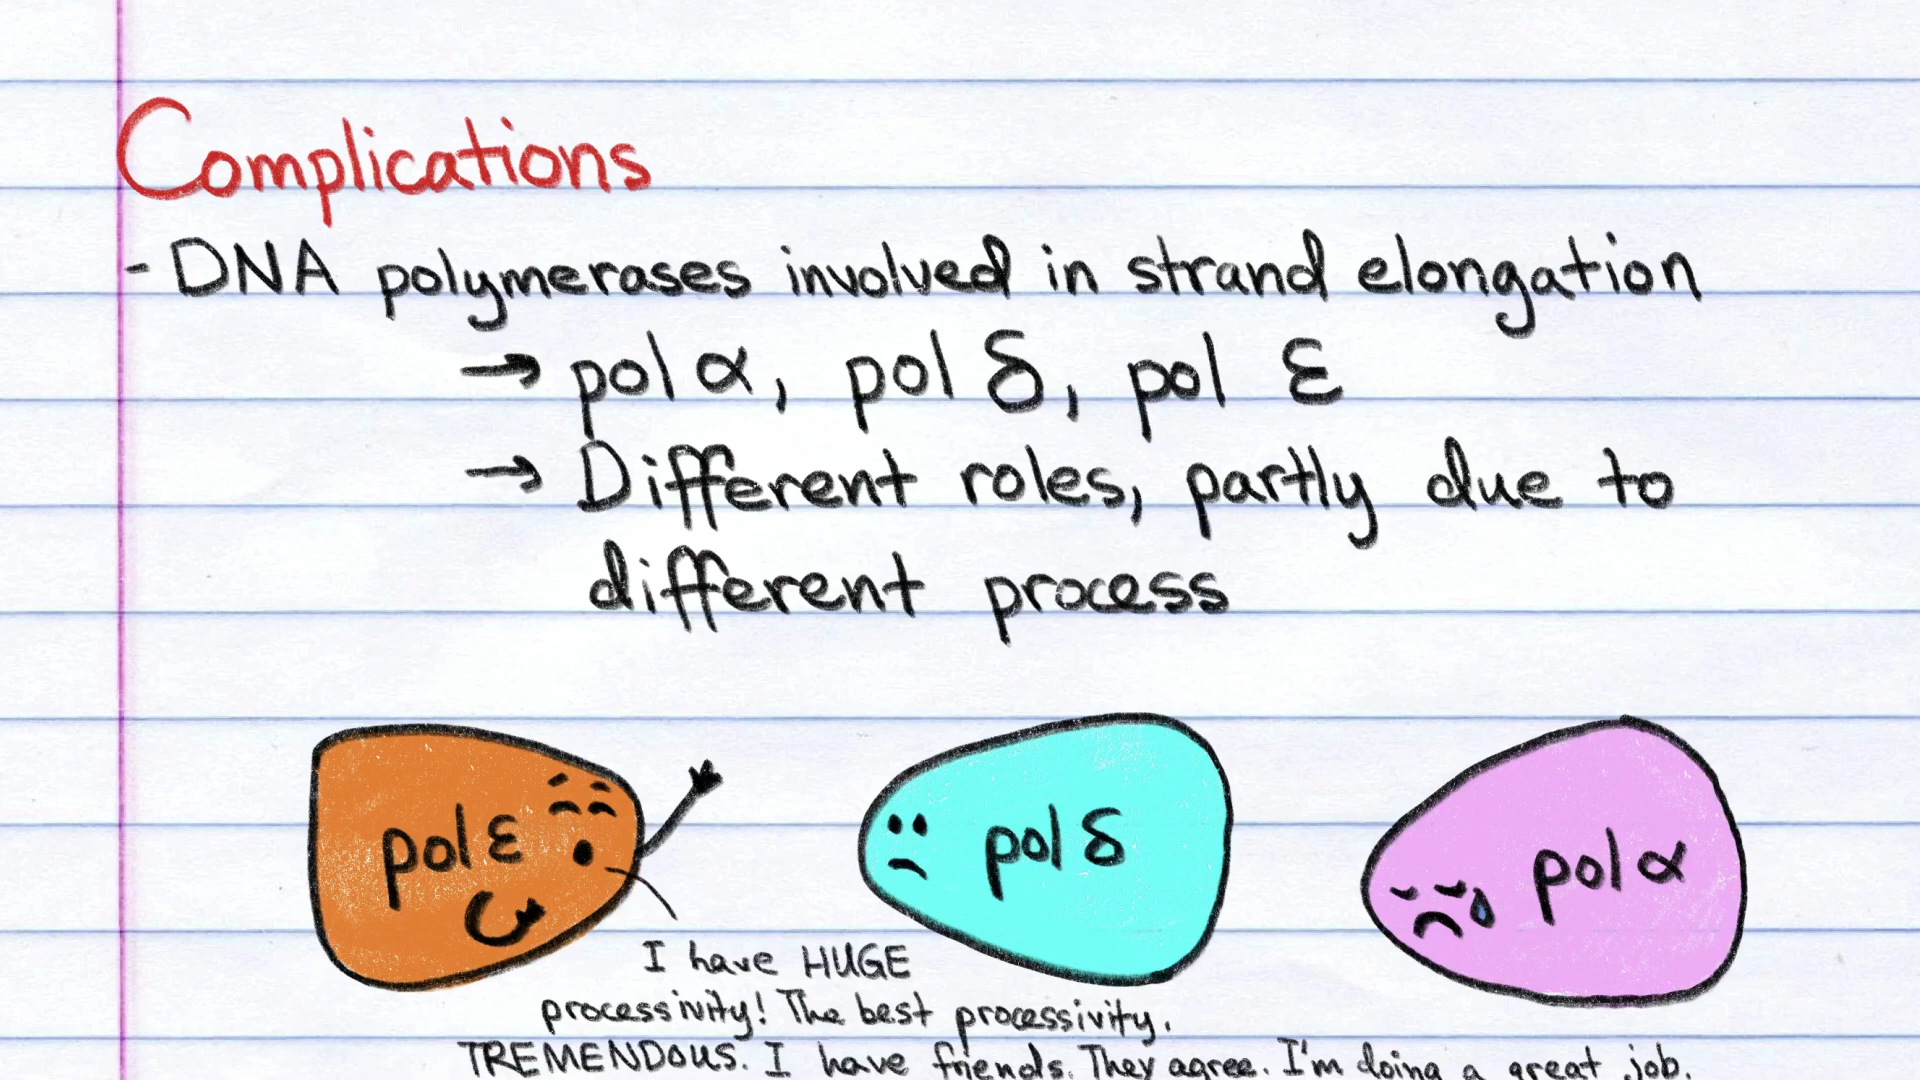 Complications
- DNA polymerases involved in strand elongation
→ pol α, pol δ, pol ε
→ Different roles, partly due to
different process
pol ε
pol δ
pol α
I have HUGE
processivity! The best processivity.
TREMENDOUS. I have friends. They agree. I'm doing a great job.